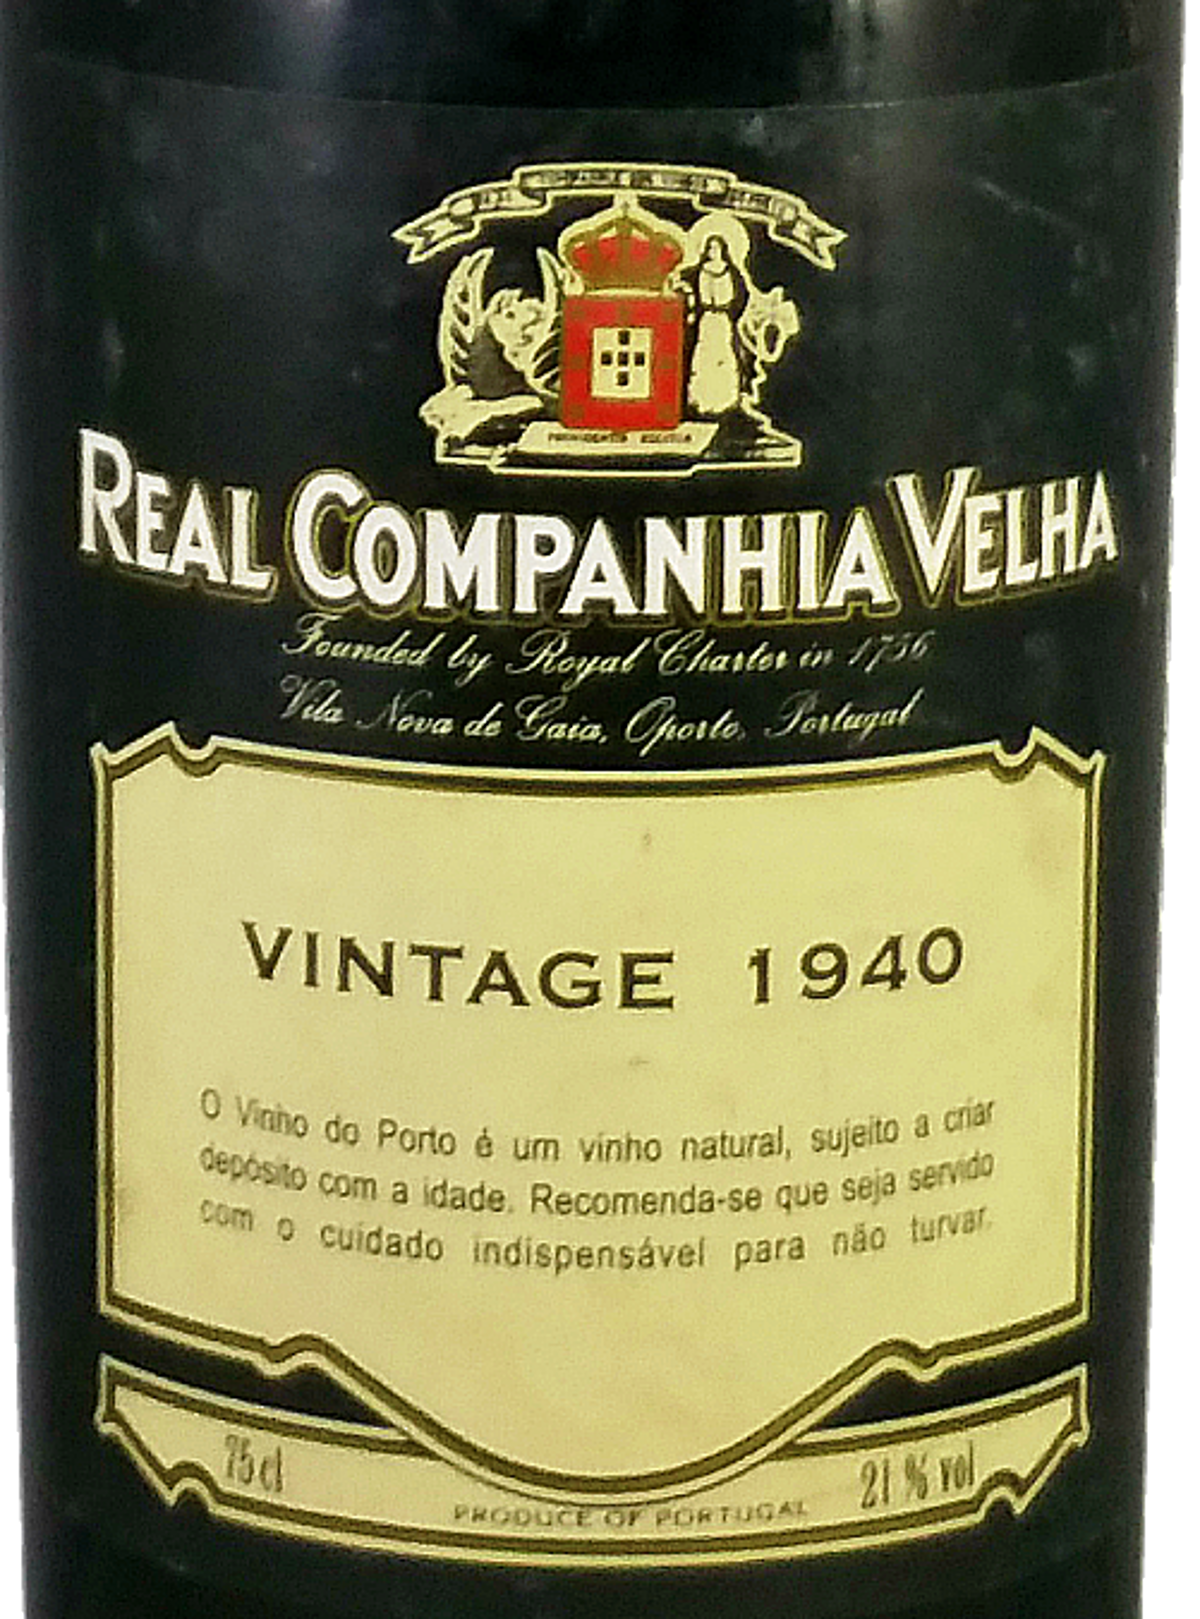 REAL COMPANHIA VELHA
Founded by Royal Charter in 1756
Vila Nova de Gaia, Oporto, Portugal
VINTAGE 1940
O Vinho do Porto é um vinho natural, sujeito a criar
depósito com a idade. Recomenda-se que seja servido
com o cuidado indispensável para não turvar.
75 cl
21 % vol
PRODUCE OF PORTUGAL